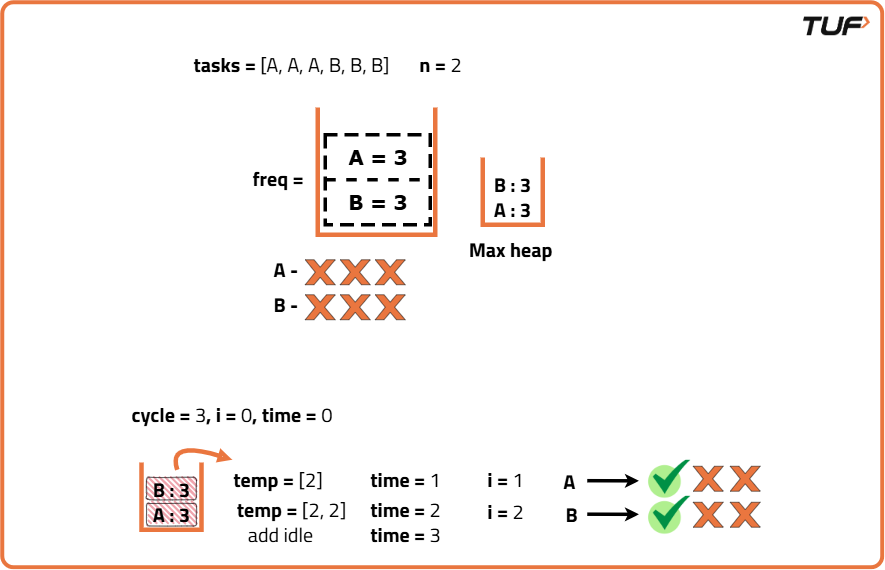 TUF
tasks = [A, A, A, B, B, B] n = 2
freq =
A = 3
B = 3
B : 3
A : 3
Max heap
A -
B -
cycle = 3, i = 0, time = 0
B : 3
A : 3
temp = [2] time = 1 i = 1 A
temp = [2, 2] time = 2 i = 2 B
add idle time = 3